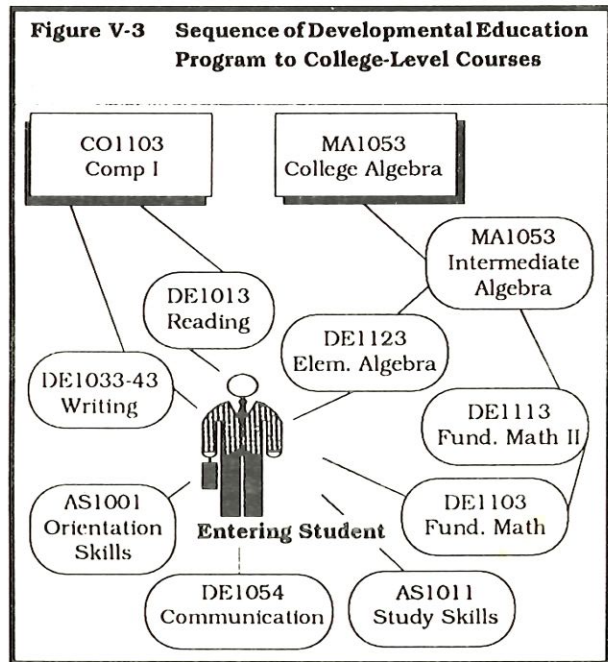 Figure V-3 Sequence of Developmental Education
Program to College-Level Courses
CO1103
Comp I
MA1053
College Algebra
MA1053
Intermediate
Algebra
DE1013
Reading
DE1123
Elem. Algebra
DE1033-43
Writing
DE1113
Fund. Math II
AS1001
Orientation
Skills
Entering Student
DE1103
Fund. Math
DE1054
Communication
AS1011
Study Skills